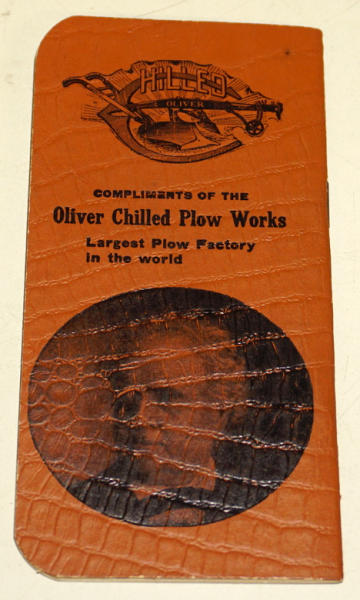 CHILLED
OLIVER
COMPLIMENTS OF THE
Oliver Chilled Plow Works
Largest Plow Factory
in the world